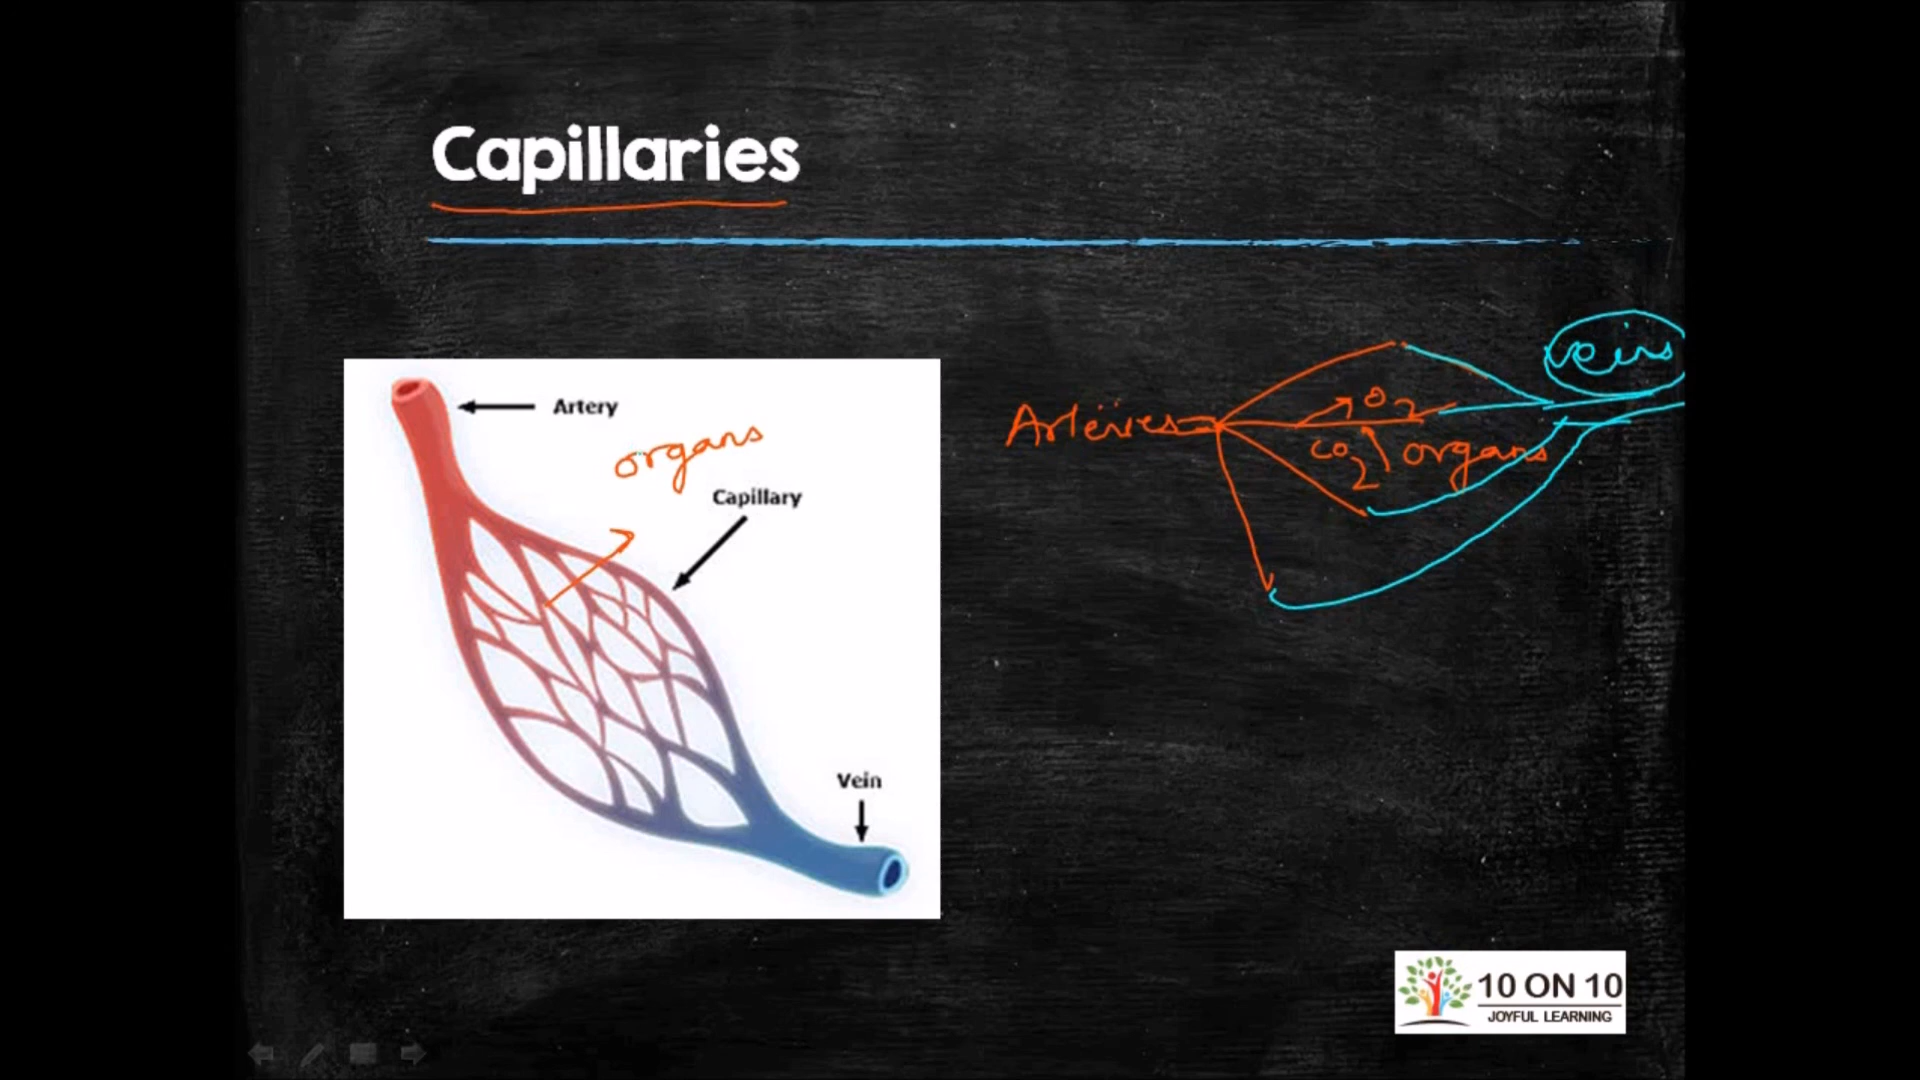 Capillaries
Artery
organs
Capillary
Vein
Arteries
O2
CO2
organs
veins
10 ON 10
JOYFUL LEARNING